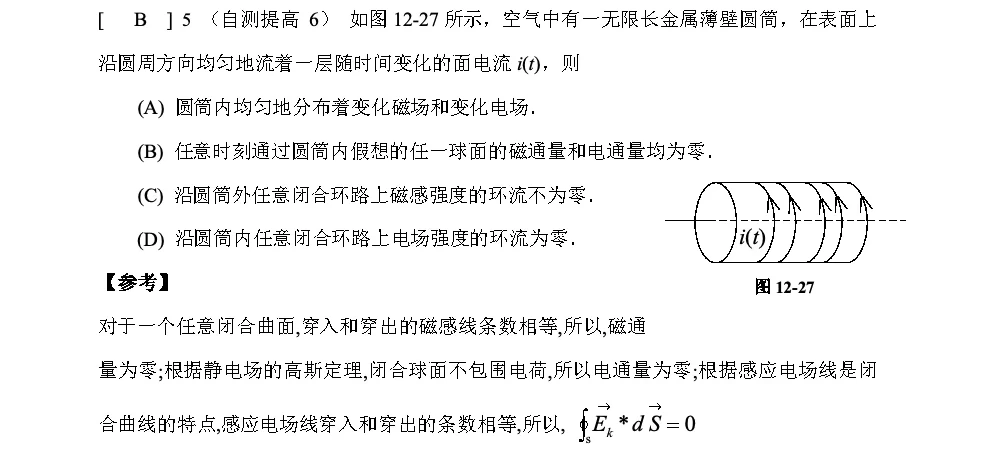 [ B ] 5 （自测提高 6） 如图 12-27 所示，空气中有一无限长金属薄壁圆筒，在表面上
沿圆周方向均匀地流着一层随时间变化的面电流 i(t)，则
(A) 圆筒内均匀地分布着变化磁场和变化电场．
(B) 任意时刻通过圆筒内假想的任一球面的磁通量和电通量均为零．
(C) 沿圆筒外任意闭合环路上磁感强度的环流不为零．
(D) 沿圆筒内任意闭合环路上电场强度的环流为零．
i(t)
图 12-27
【参考】
对于一个任意闭合曲面,穿入和穿出的磁感线条数相等,所以,磁通
量为零;根据静电场的高斯定理,闭合球面不包围电荷,所以电通量为零;根据感应电场线是闭
合曲线的特点,感应电场线穿入和穿出的条数相等,所以, ∮ₛ E⃗ₖ * d S⃗ = 0